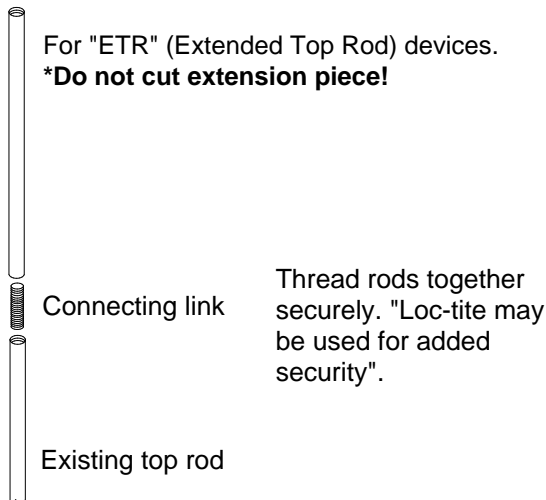 For "ETR" (Extended Top Rod) devices.
*Do not cut extension piece!
Connecting link
Thread rods together
securely. "Loc-tite may
be used for added
security".
Existing top rod